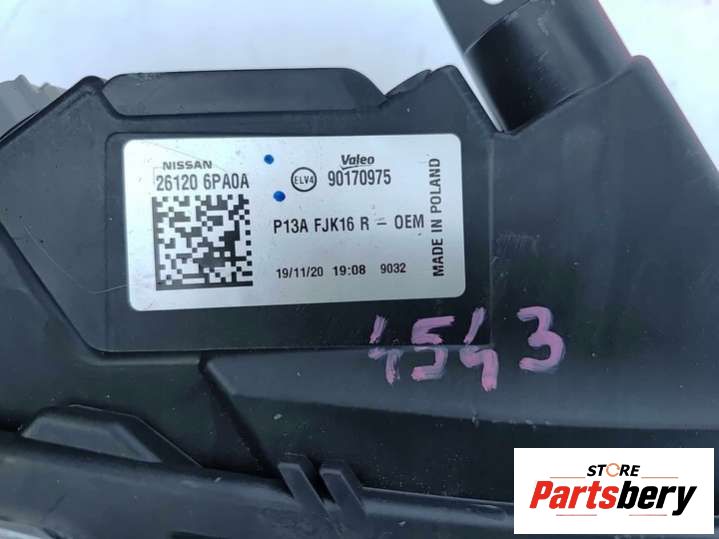 NISSAN
26120 6PA0A
ELV4
Valeo
90170975
P13A FJK16 R - OEM
19/11/20 19:08 9032
MADE IN POLAND
4543
STORE
Partsbery